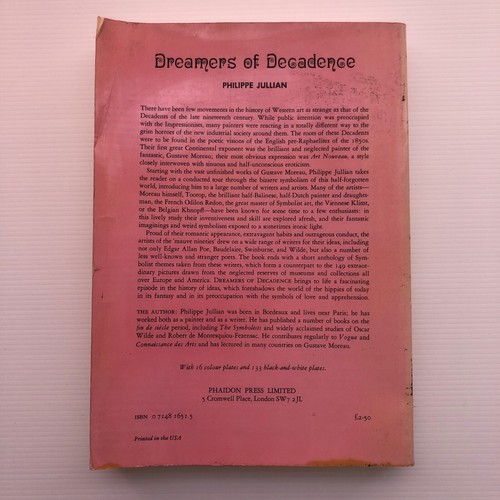 Dreamers of Decadence
PHILIPPE JULLIAN
There have been few movements in the history of Western art as strange as that of the
Decadents of the late nineteenth century. While public intention was preoccupied
with the Impressionists, many painters were reacting in a totally different way to the
grim horrors of the new industrial society around them. The roots of these Decadents
were to be found in the poetic visions of the English pre-Raphaelites of the 1850s.
Their first great Continental exponent was the brilliant and neglected painter of the
fantastic, Gustave Moreau; their most obvious expression was Art Nouveau, a style
closely interwoven with sinuous and half-unconscious eroticism.
Starting with the vast unfinished works of Gustave Moreau, Philippe Jullian takes
the reader on a conducted tour through the bizarre symbolism of this half-forgotten
world, introducing him to a large number of writers and artists. Many of the artists—
Moreau himself, Toorop, the brilliant half-Balinese, half-Dutch painter and draughts-
man, the French Odilon Redon, the great master of Symbolist art, the Viennese Klimt,
or the Belgian Khnopff—have been known for some time to a few enthusiasts: in
this lively study their inventiveness and skill are explored afresh, and their fantastic
imaginings and weird symbolism exposed to a sometimes ironic light.
Proud of their romantic appearance, extravagant habits and outrageous conduct, the
artists of the 'mauve nineties' drew on a wide range of writers for their ideas, including
not only Edgar Allan Poe, Baudelaire, Swinburne, and Wilde, but also a number of
less well-known and stranger poets. The book ends with a short anthology of Sym-
bolist themes taken from these writers, which form a counterpart to the 149 extraor-
dinary pictures drawn from the neglected reserves of museums and collections all
over Europe and America. DREAMERS OF DECADENCE brings to life a fascinating
episode in the history of ideas, which foreshadows the world of the hippies of today
in its fantasy and in its preoccupation with the symbols of love and apprehension.
THE AUTHOR: Philippe Jullian was born in Bordeaux and lives near Paris; he has
worked both as a painter and as a writer. He has published a number of books on the
fin de siècle period, including The Symbolists and widely acclaimed studies of Oscar
Wilde and Robert de Montesquiou-Fezensac. He contributes regularly to Vogue and
Connaissance des Arts and has lectured in many countries on Gustave Moreau.
With 16 colour plates and 133 black-and-white plates.
PHAIDON PRESS LIMITED
5 Cromwell Place, London SW7 2JL
ISBN 0 7148 1651 5
£2.50
Printed in the USA